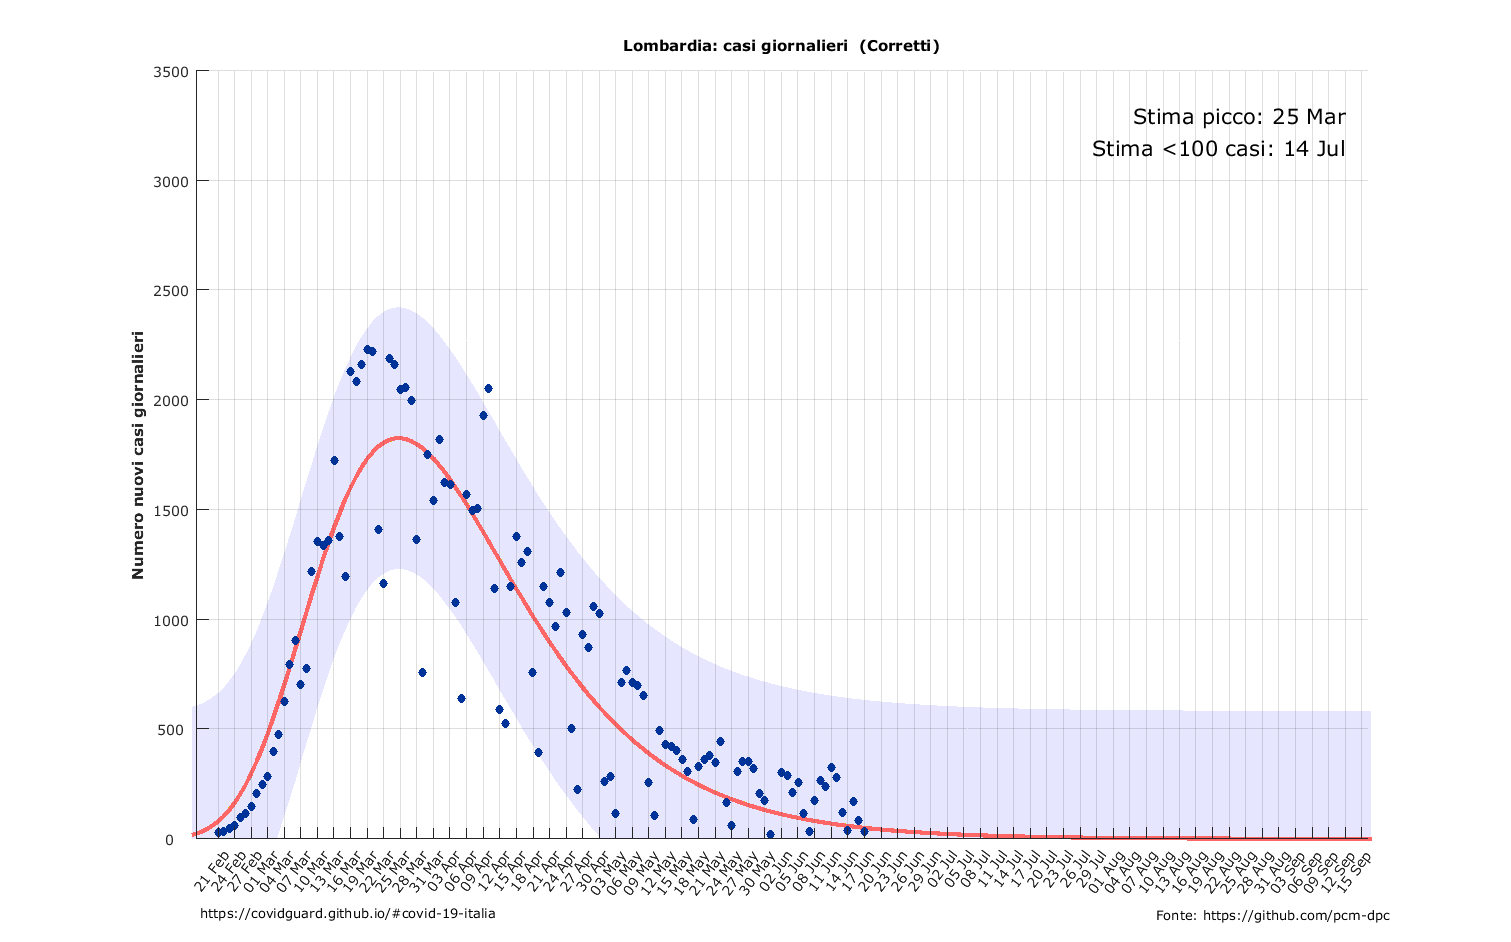 Lombardia: casi giornalieri (Corretti)
Stima picco: 25 Mar
Stima <100 casi: 14 Jul
Numero nuovi casi giornalieri
3500
3000
2500
2000
1500
1000
500
0
21 Feb
24 Feb
27 Feb
01 Mar
04 Mar
07 Mar
10 Mar
13 Mar
16 Mar
19 Mar
22 Mar
25 Mar
28 Mar
31 Mar
03 Apr
06 Apr
09 Apr
12 Apr
15 Apr
18 Apr
21 Apr
24 Apr
27 Apr
30 Apr
03 May
06 May
09 May
12 May
15 May
18 May
21 May
24 May
27 May
30 May
02 Jun
05 Jun
08 Jun
11 Jun
14 Jun
17 Jun
20 Jun
23 Jun
26 Jun
29 Jun
02 Jul
05 Jul
08 Jul
11 Jul
14 Jul
17 Jul
20 Jul
23 Jul
26 Jul
29 Jul
01 Aug
04 Aug
07 Aug
10 Aug
13 Aug
16 Aug
19 Aug
22 Aug
25 Aug
28 Aug
31 Aug
03 Sep
06 Sep
09 Sep
12 Sep
15 Sep
https://covidguard.github.io/#covid-19-italia
Fonte: https://github.com/pcm-dpc